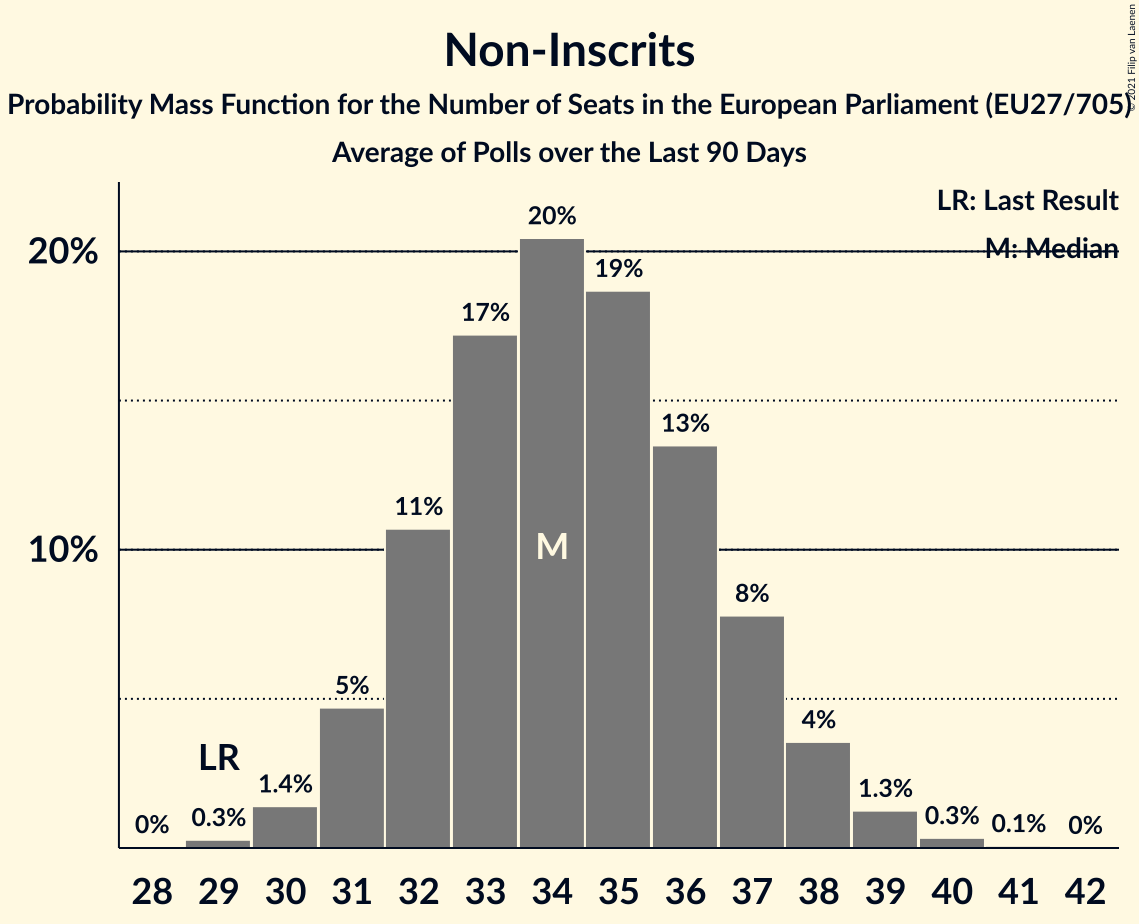 Non-Inscrits
Probability Mass Function for the Number of Seats in the European Parliament (EU27/705)
Average of Polls over the Last 90 Days
© 2021 Filip van Laenen
LR: Last Result
M: Median
20%
10%
0%
0.3%
1.4%
5%
11%
17%
20%
19%
13%
8%
4%
1.3%
0.3%
0.1%
0%
LR
M
28 29 30 31 32 33 34 35 36 37 38 39 40 41 42